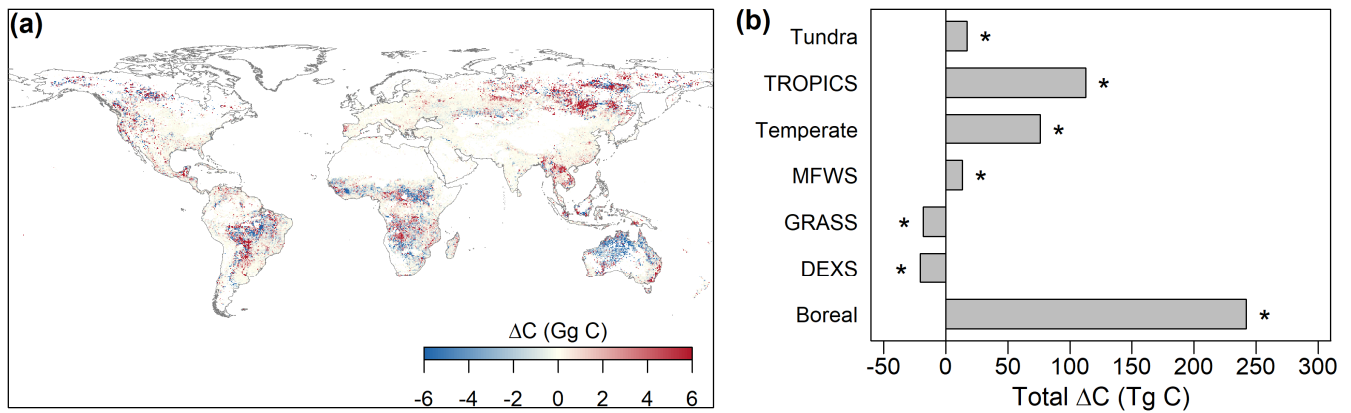 (a)
ΔC (Gg C)
-6 -4 -2 0 2 4 6
(b)
Tundra *
TROPICS *
Temperate *
MFWS *
GRASS *
DEXS *
Boreal *
-50 0 50 100 150 200 250 300
Total ΔC (Tg C)